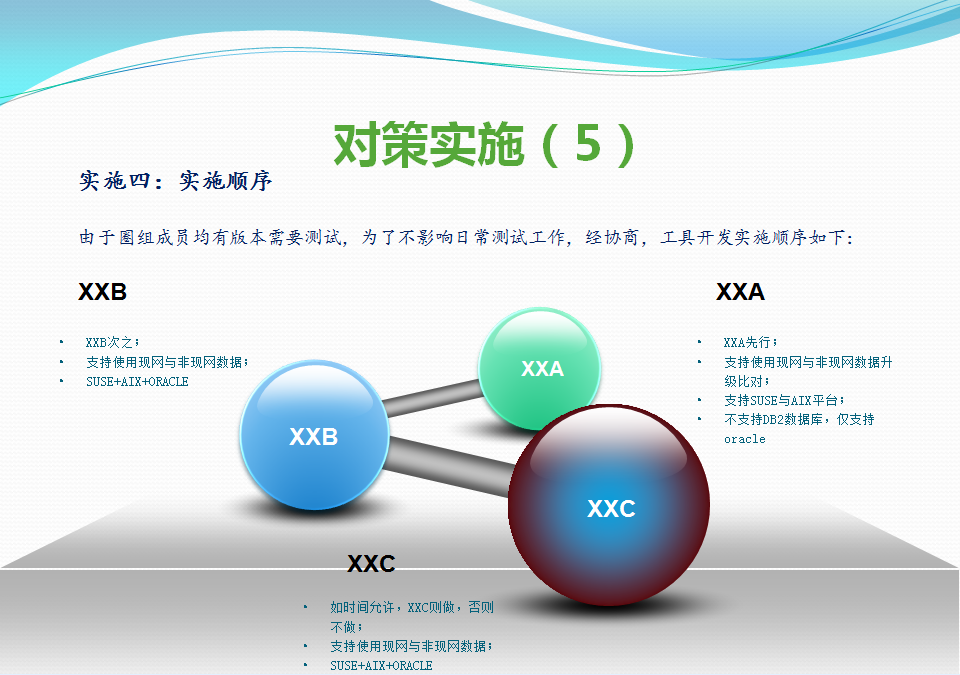 对策实施（5）
实施四：实施顺序
由于圈组成员均有版本需要测试，为了不影响日常测试工作，经协商，工具开发实施顺序如下：
XXB
• XXB次之；
• 支持使用现网与非现网数据；
• SUSE+AIX+ORACLE
XXA
• XXA先行；
• 支持使用现网与非现网数据升
级比对；
• 支持SUSE与AIX平台；
• 不支持DB2数据库，仅支持
oracle
XXA
XXB
XXC
XXC
• 如时间允许，XXC则做，否则
不做；
• 支持使用现网与非现网数据；
• SUSE+AIX+ORACLE